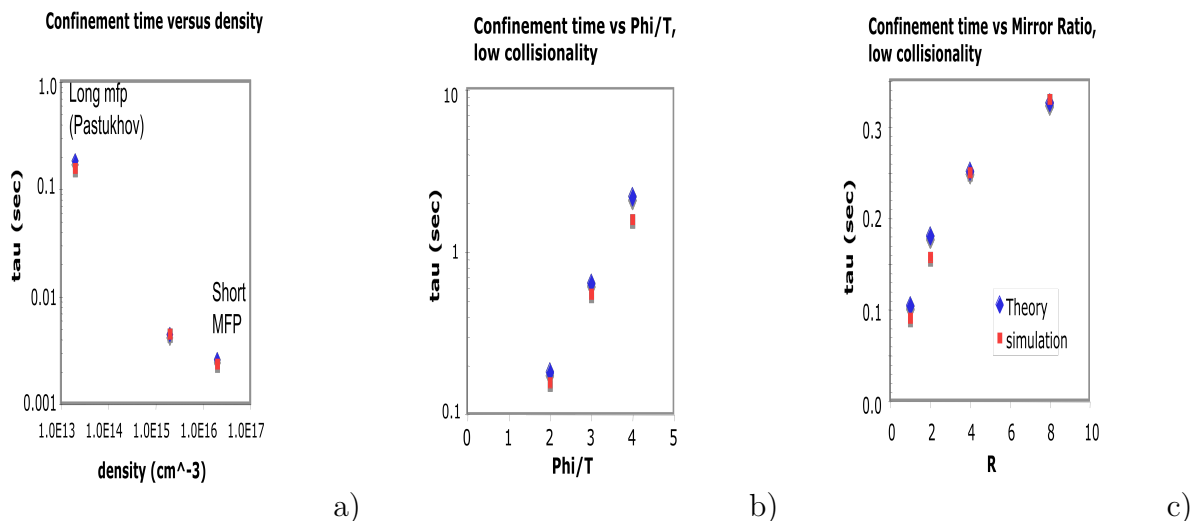 Confinement time versus density
1.0
0.1
0.01
0.001
tau (sec)
Long mfp
(Pastukhov)
Short
MFP
1.0E13 1.0E14 1.0E15 1.0E16 1.0E17
density (cm^-3)
a)
Confinement time vs Phi/T,
low collisionality
10
1
0.1
tau (sec)
0 1 2 3 4 5
Phi/T
b)
Confinement time vs Mirror Ratio,
low collisionality
0.3
0.2
0.1
0.0
tau (sec)
Theory
simulation
0 2 4 6 8 10
R
c)